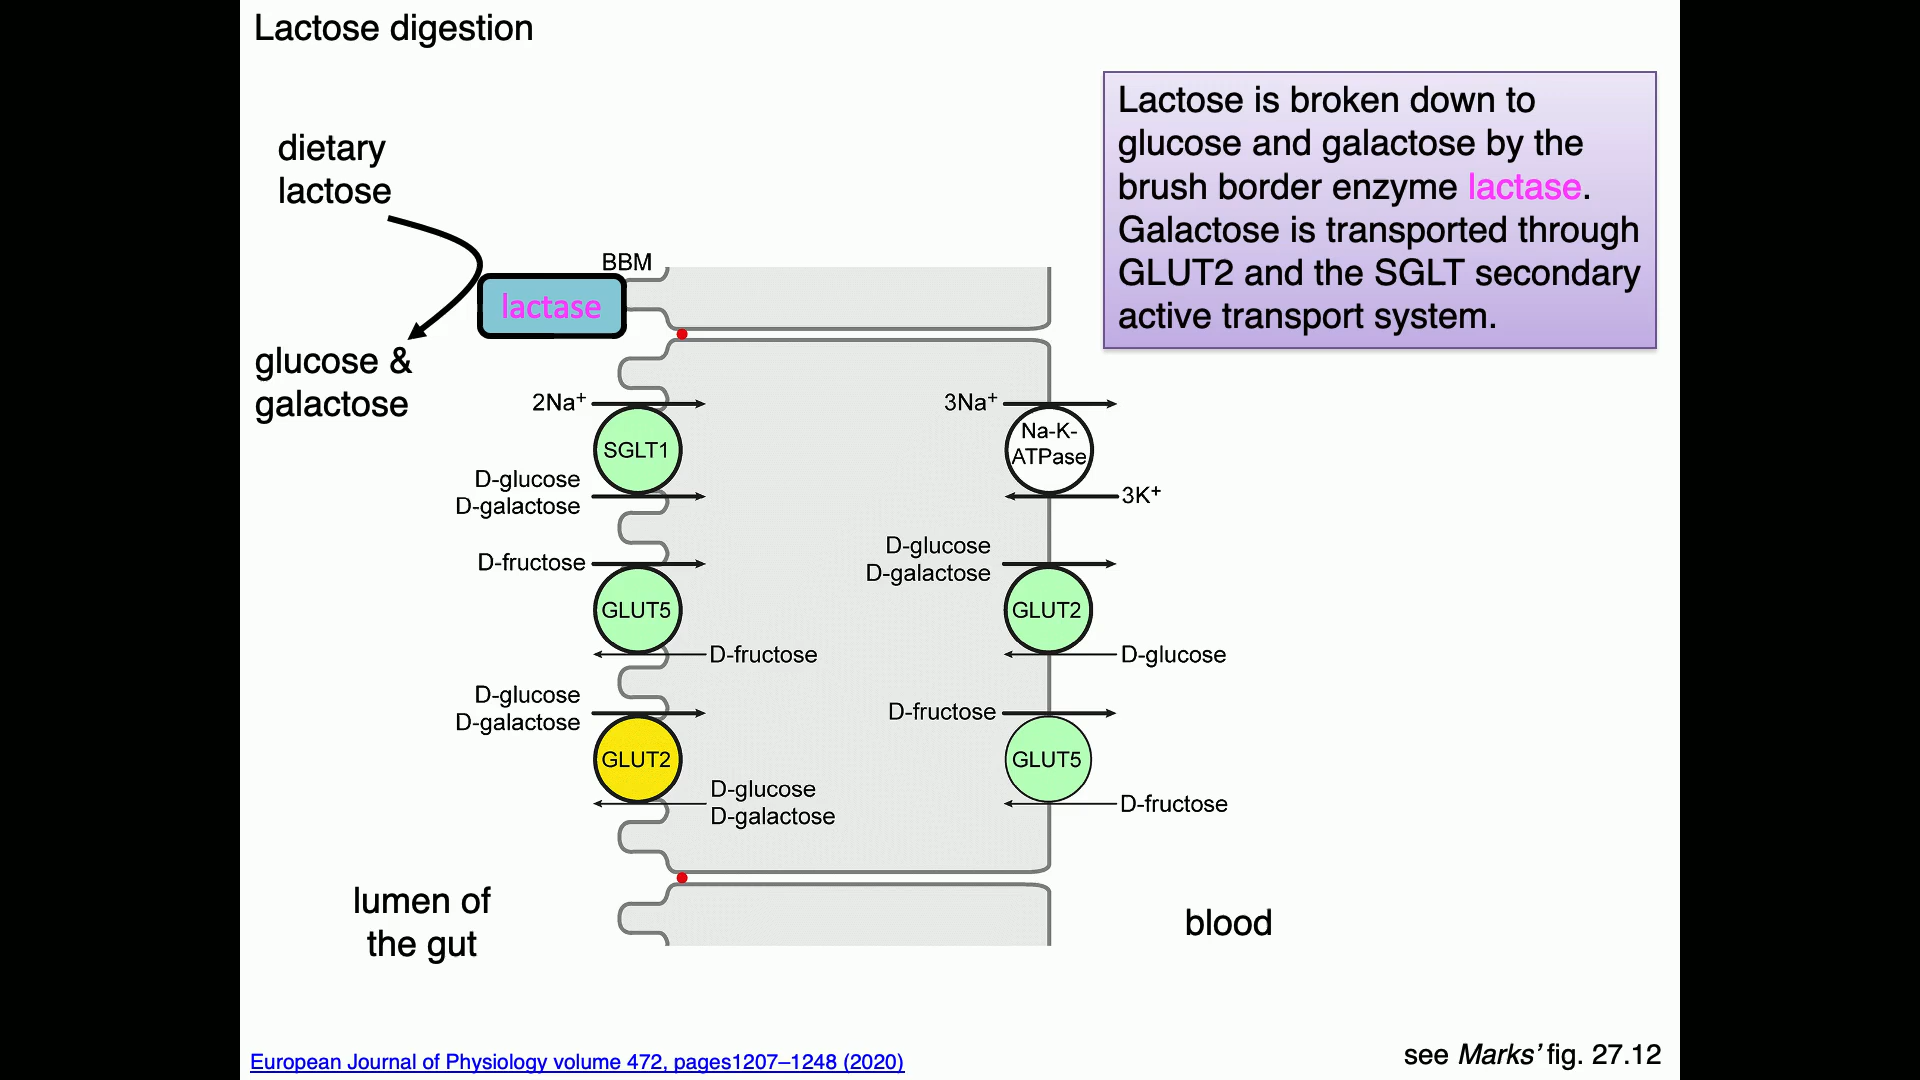 Lactose digestion
Lactose is broken down to
glucose and galactose by the
brush border enzyme lactase.
Galactose is transported through
GLUT2 and the SGLT secondary
active transport system.
dietary
lactose
BBM
lactase
glucose &
galactose
2Na⁺
SGLT1
D-glucose
D-galactose
3Na⁺
Na-K-
ATPase
3K⁺
D-fructose
GLUT5
D-fructose
D-glucose
D-galactose
GLUT2
D-glucose
D-glucose
D-galactose
GLUT2
D-glucose
D-galactose
D-fructose
GLUT5
D-fructose
lumen of
the gut
blood
European Journal of Physiology volume 472, pages1207–1248 (2020)
see Marks’ fig. 27.12